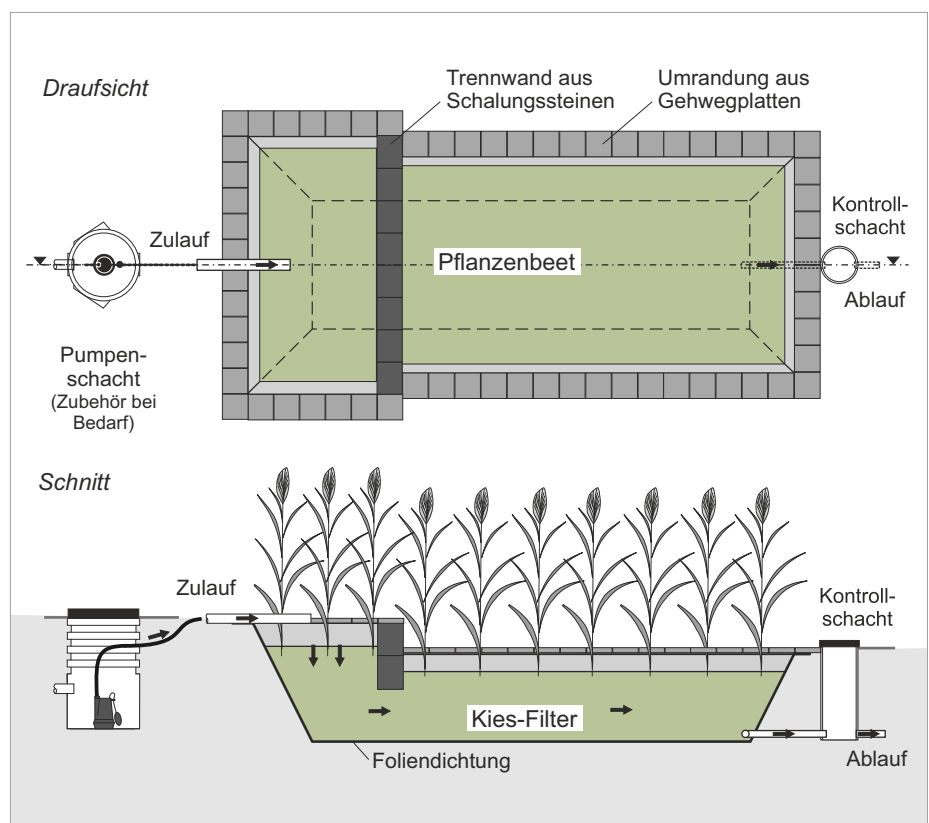 Draufsicht
Trennwand aus
Schalungssteinen
Umrandung aus
Gehwegplatten
Kontroll-
schacht
Zulauf
Pflanzenbeet
Ablauf
Pumpen-
schacht
(Zubehör bei
Bedarf)
Schnitt
Zulauf
Kontroll-
schacht
Kies-Filter
Foliendichtung
Ablauf